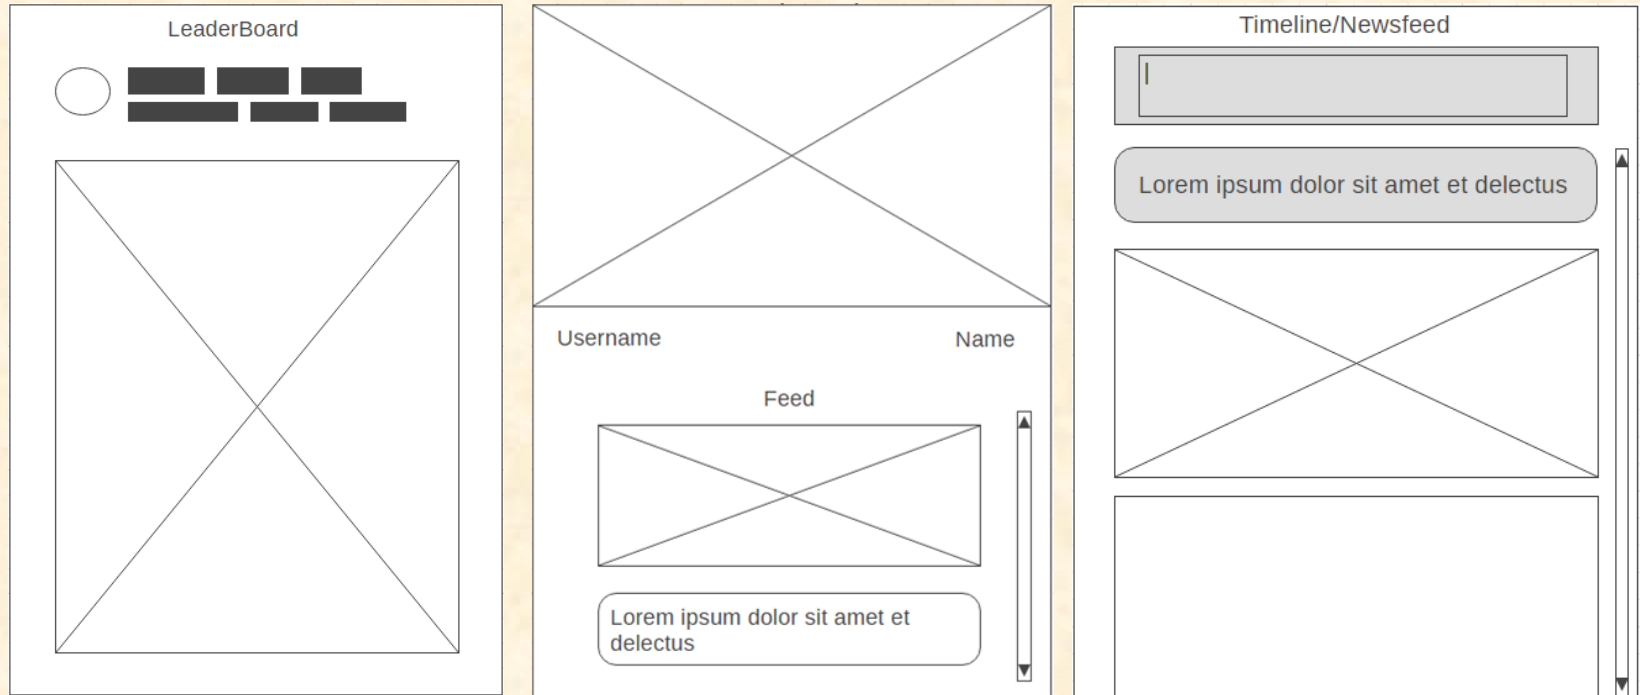 LeaderBoard
Username
Name
Feed
Lorem ipsum dolor sit amet et
delectus
Timeline/Newsfeed
Lorem ipsum dolor sit amet et delectus